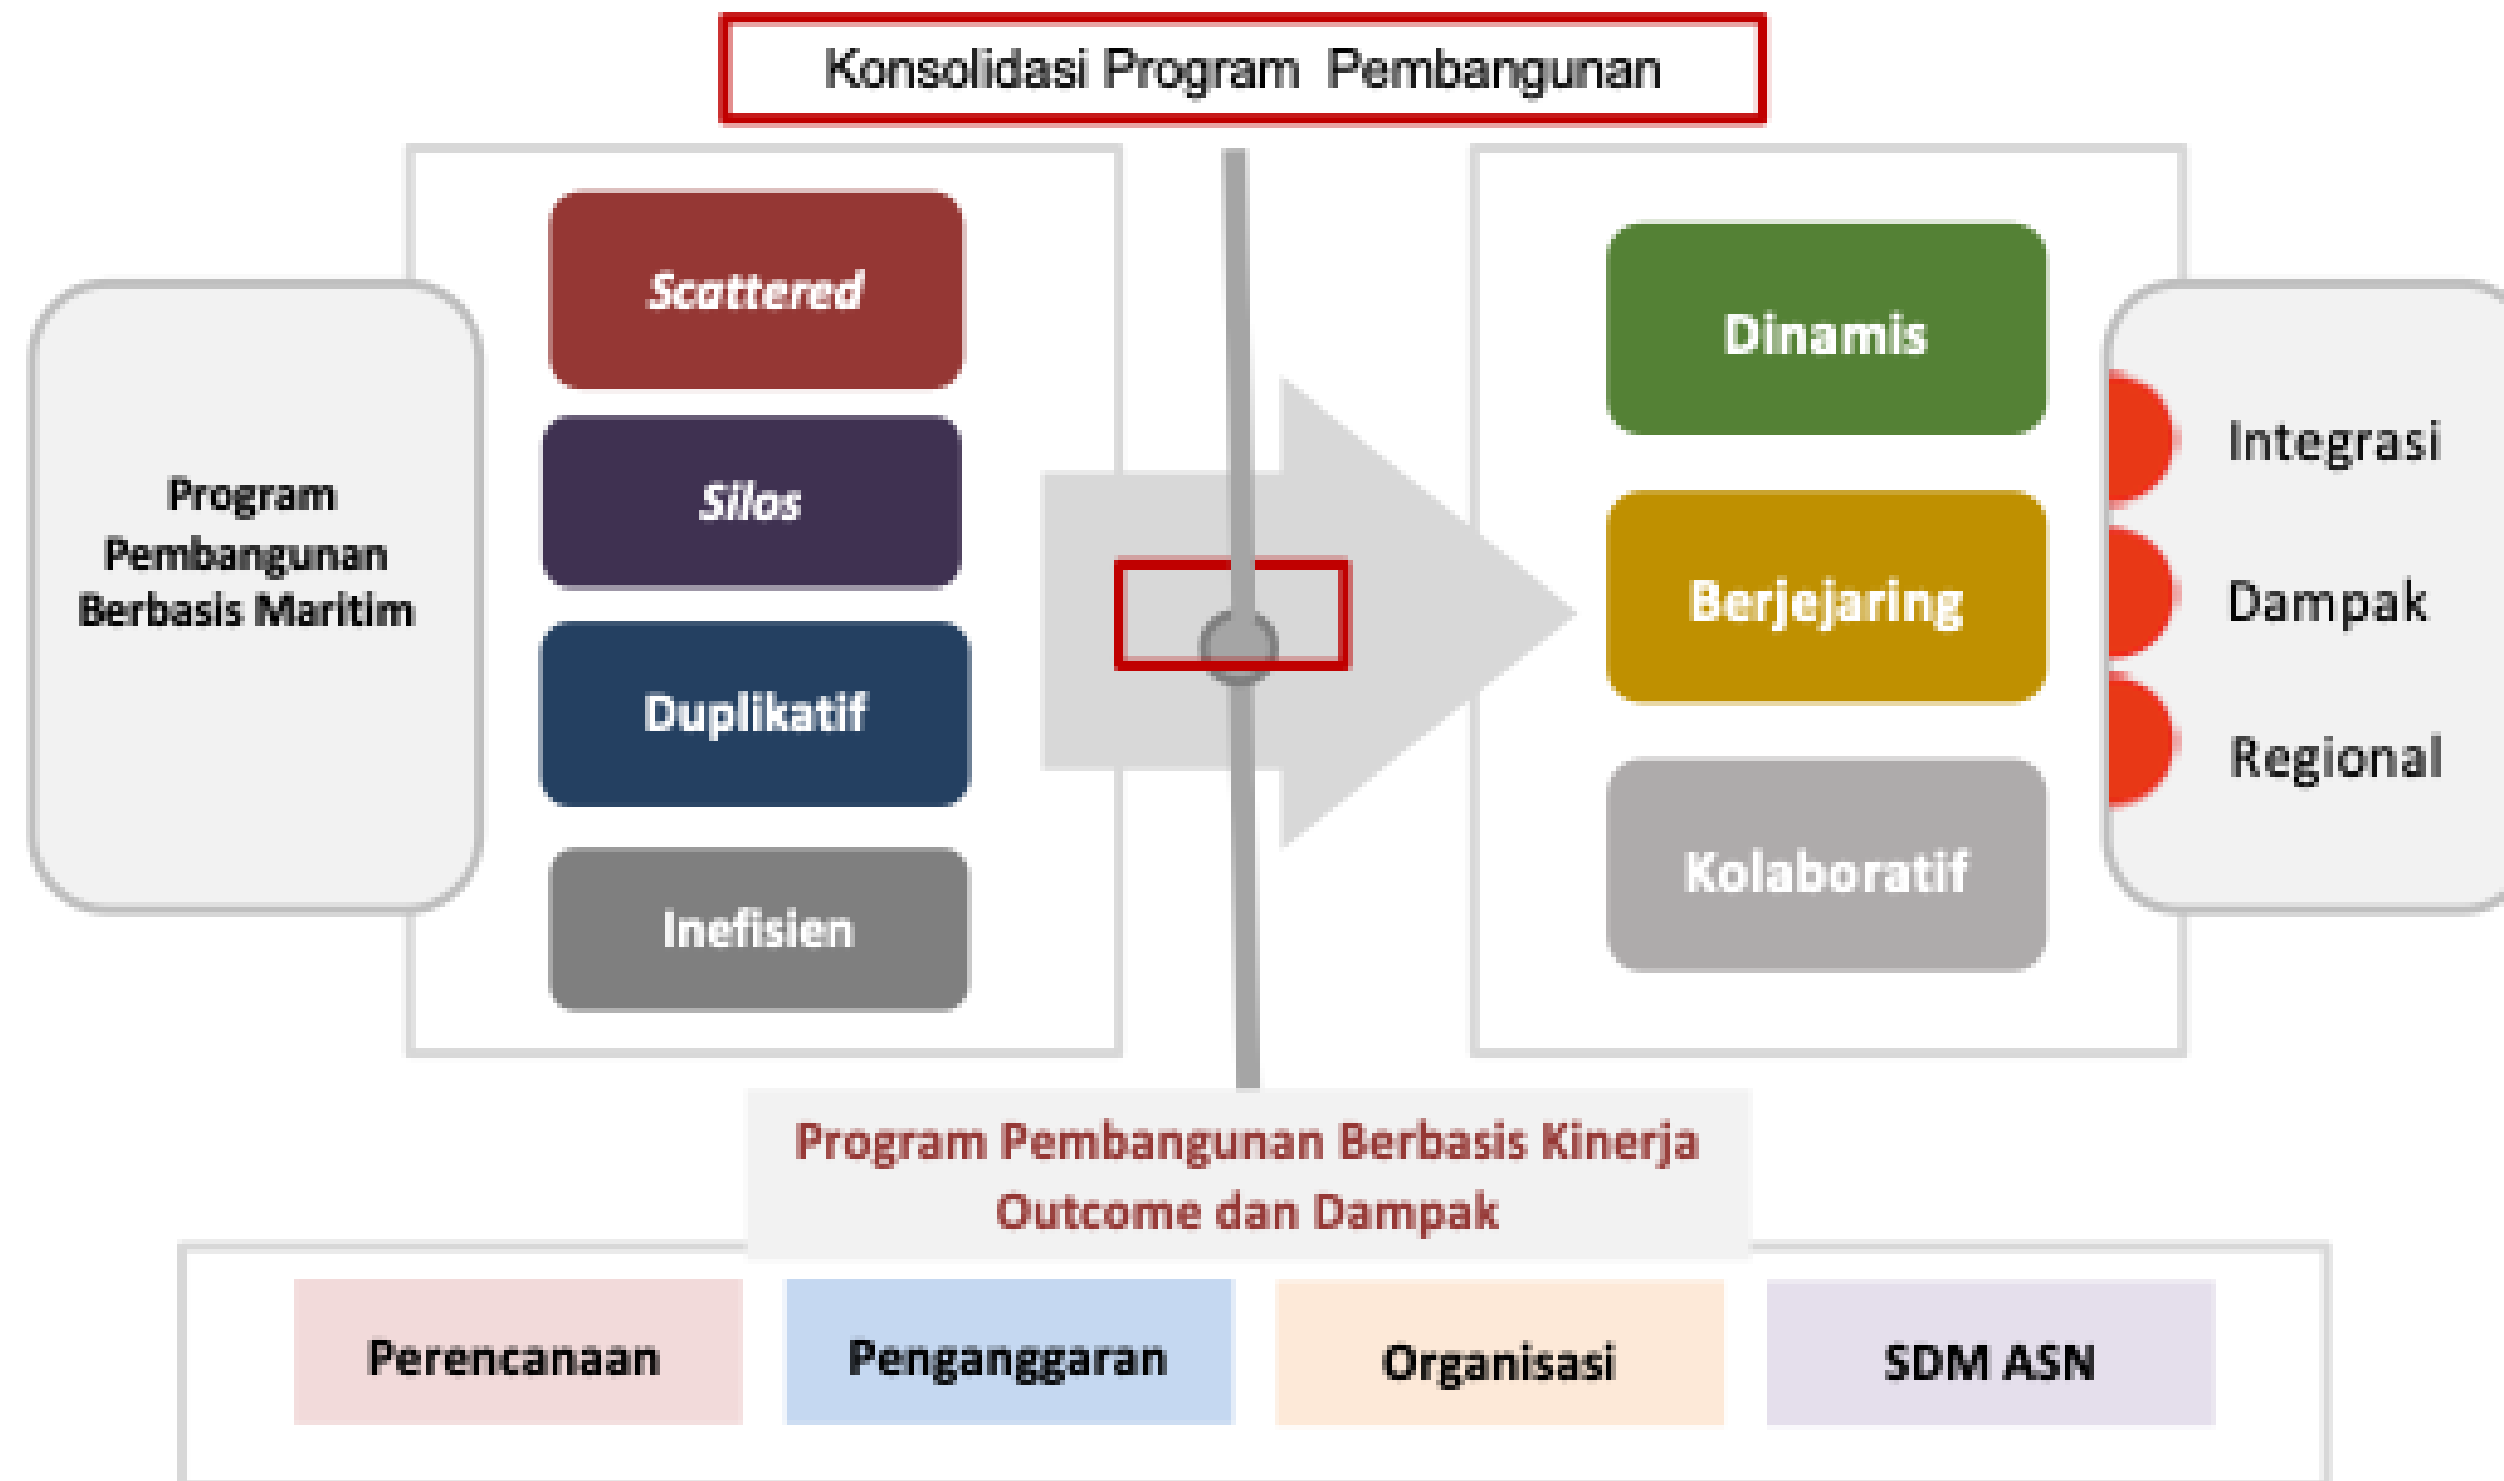 Konsolidasi Program Pembangunan
Program
Pembangunan
Berbasis Maritim
Scattered
Silos
Duplikatif
Inefisien
Dinamis
Berjejaring
Kolaboratif
Integrasi
Dampak
Regional
Program Pembangunan Berbasis Kinerja
Outcome dan Dampak
Perencanaan
Penganggaran
Organisasi
SDM ASN